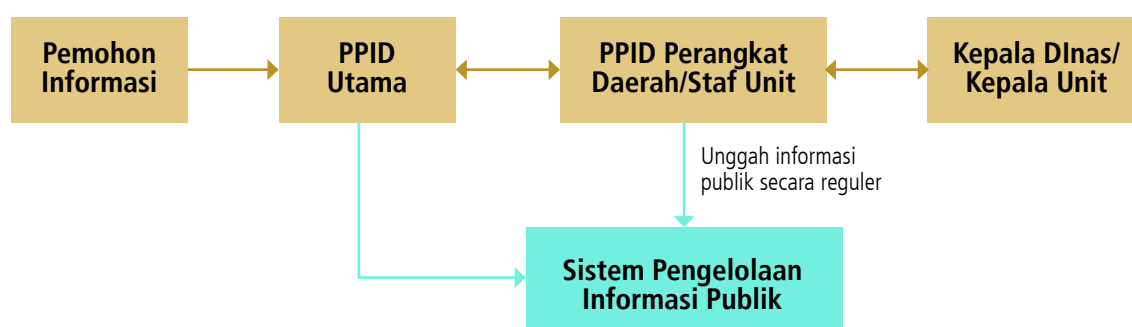 Pemohon
Informasi
PPID
Utama
PPID Perangkat
Daerah/Staf Unit
Kepala DInas/
Kepala Unit
Unggah informasi
publik secara reguler
Sistem Pengelolaan
Informasi Publik